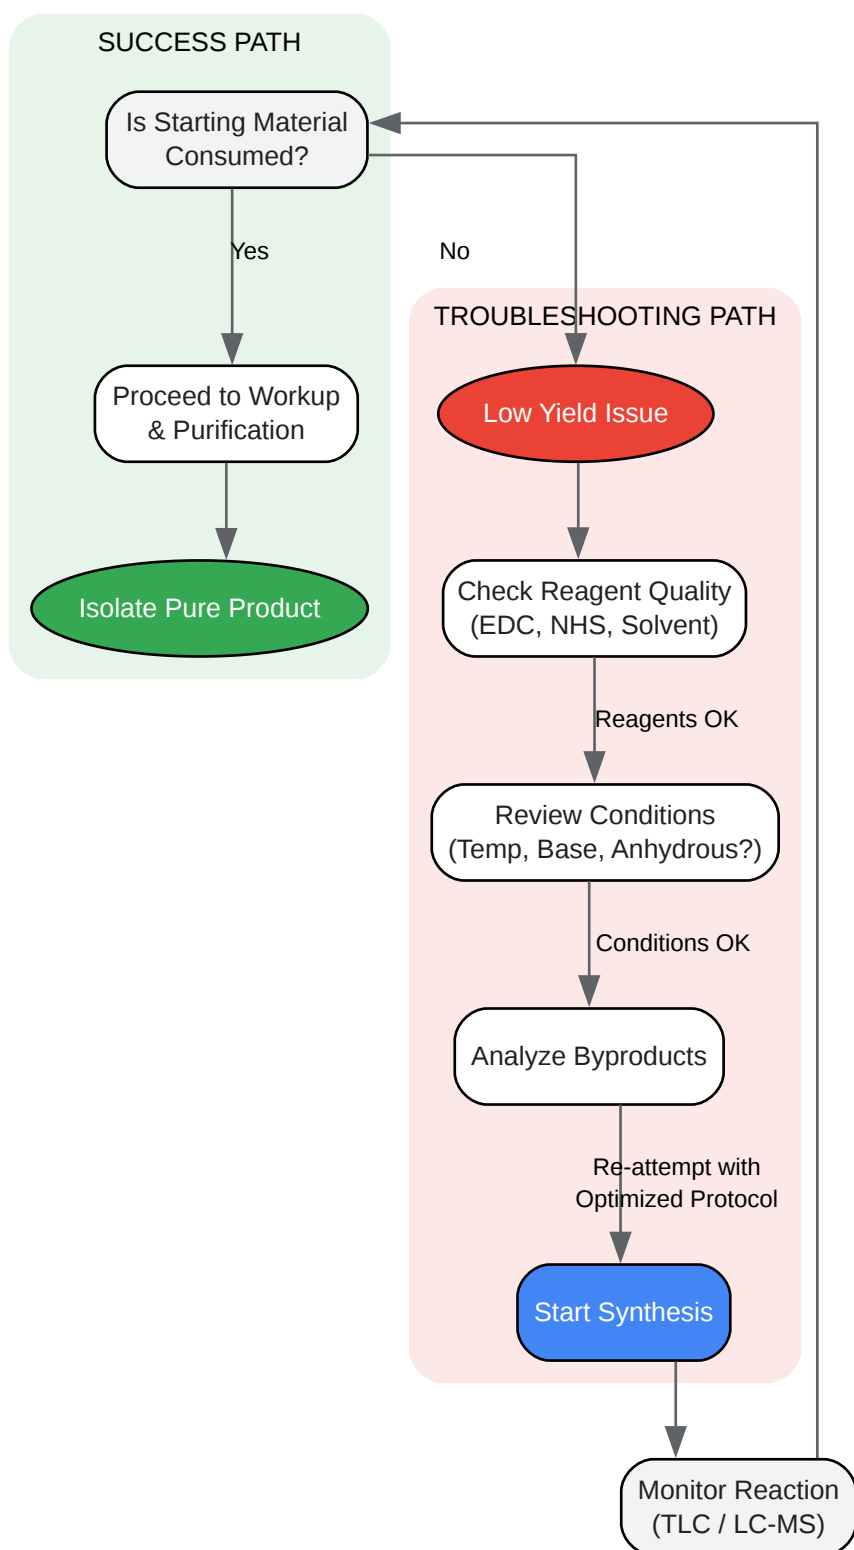 SUCCESS PATH
Is Starting Material
Consumed?
Yes
No
Proceed to Workup
& Purification
Isolate Pure Product
TROUBLESHOOTING PATH
Low Yield Issue
Check Reagent Quality
(EDC, NHS, Solvent)
Reagents OK
Review Conditions
(Temp, Base, Anhydrous?)
Conditions OK
Analyze Byproducts
Re-attempt with
Optimized Protocol
Start Synthesis
Monitor Reaction
(TLC / LC-MS)